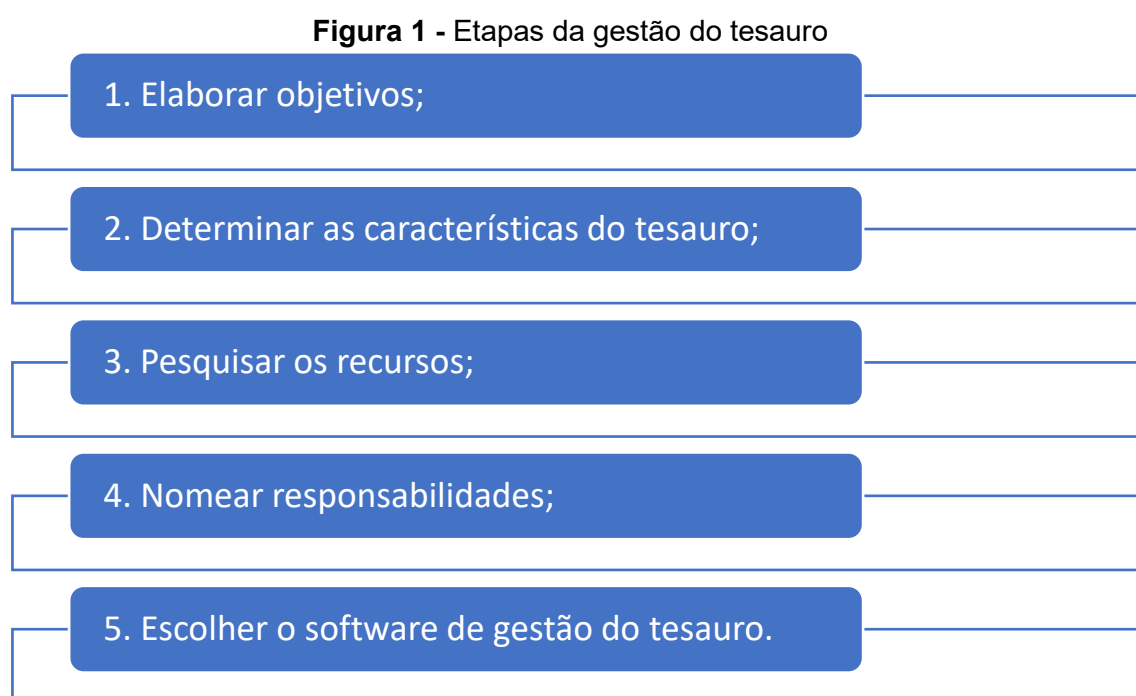 Figura 1 - Etapas da gestão do tesauro
1. Elaborar objetivos;
2. Determinar as características do tesauro;
3. Pesquisar os recursos;
4. Nomear responsabilidades;
5. Escolher o software de gestão do tesauro.